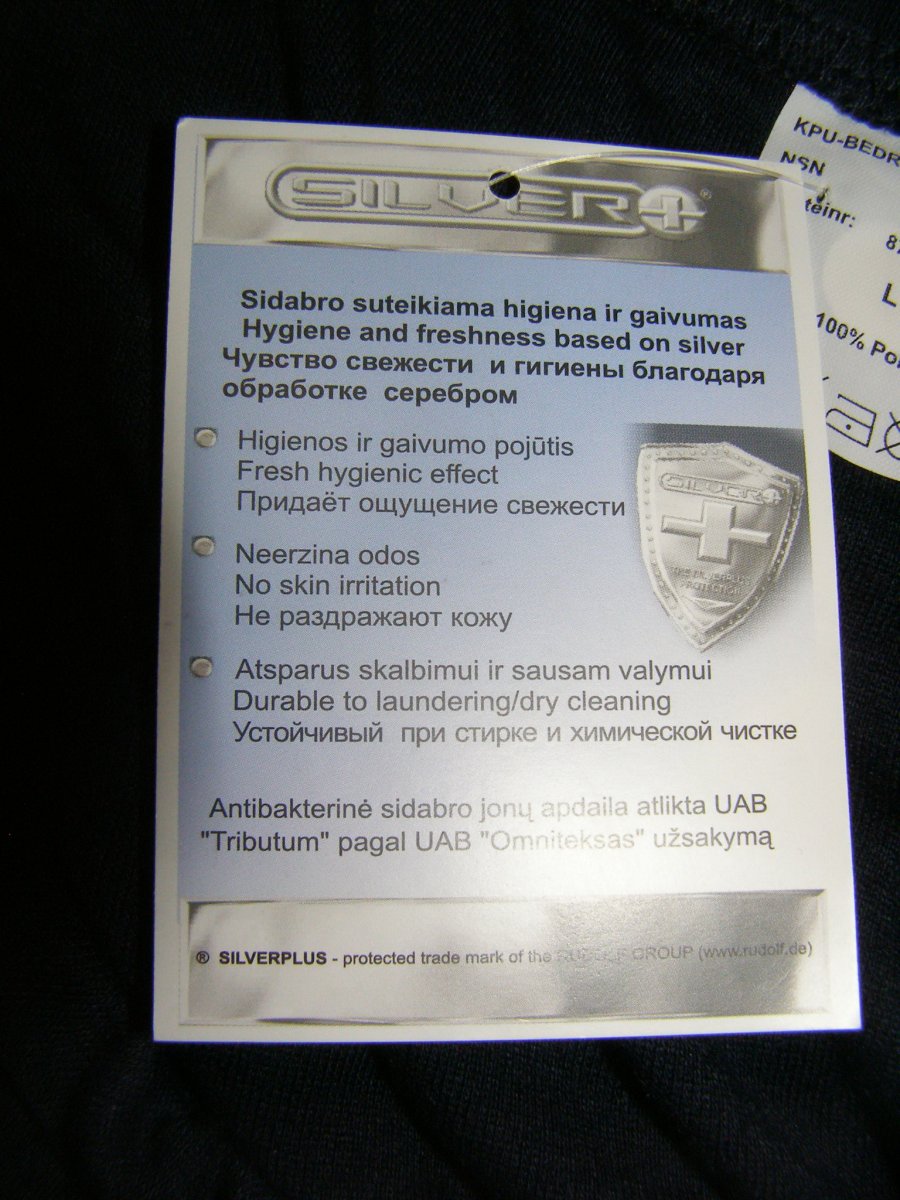 SILVER+ ®
Sidabro suteikiama higiena ir gaivumas
Hygiene and freshness based on silver
Чувство свежести и гигиены благодаря
обработке серебром
Higienos ir gaivumo pojūtis
Fresh hygienic effect
Придаёт ощущение свежести
Neerzina odos
No skin irritation
Не раздражают кожу
Atsparus skalbimui ir sausam valymui
Durable to laundering/dry cleaning
Устойчивый при стирке и химической чистке
SILVER+
Antibakterinė sidabro jonų apdaila atlikta UAB
"Tributum" pagal UAB "Omniteksas" užsakymą
® SILVERPLUS - protected trade mark of the RUDOLF GROUP (www.rudolf.de)
KPU-BEDR
NSN
teinr:
L
100%